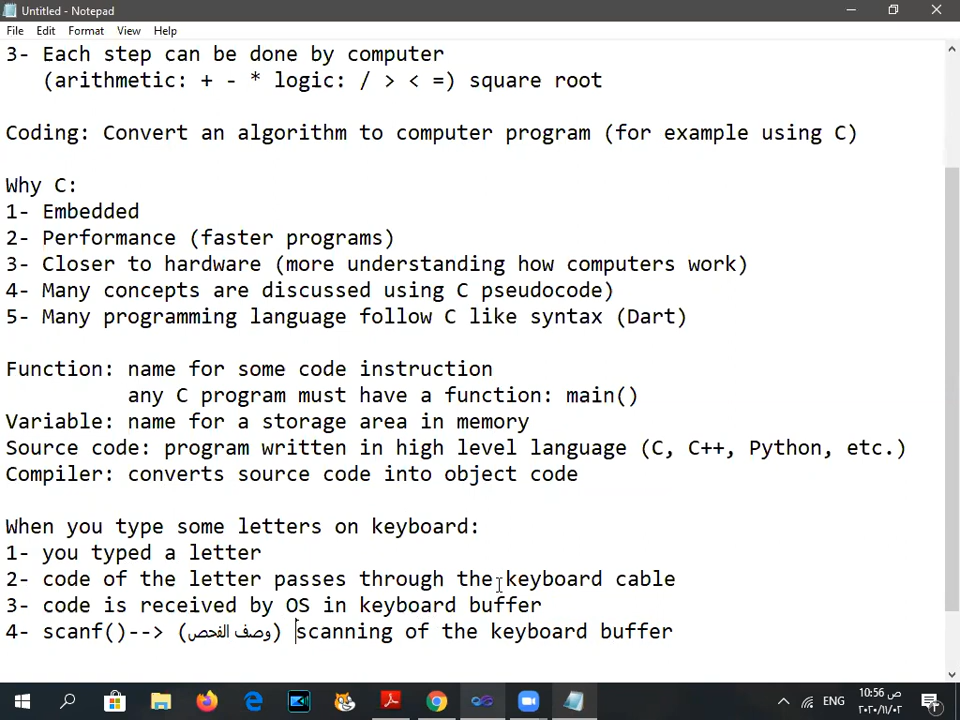 Untitled - Notepad
File Edit Format View Help
3- Each step can be done by computer
(arithmetic: + - * logic: / > < =) square root
Coding: Convert an algorithm to computer program (for example using C)
Why C:
1- Embedded
2- Performance (faster programs)
3- Closer to hardware (more understanding how computers work)
4- Many concepts are discussed using C pseudocode)
5- Many programming language follow C like syntax (Dart)
Function: name for some code instruction
any C program must have a function: main()
Variable: name for a storage area in memory
Source code: program written in high level language (C, C++, Python, etc.)
Compiler: converts source code into object code
When you type some letters on keyboard:
1- you typed a letter
2- code of the letter passes through the keyboard cable
3- code is received by OS in keyboard buffer
4- scanf()--> (وصف الفحص) scanning of the keyboard buffer
ENG 10:56 ص
٢٠٢٠/١١/٠٢